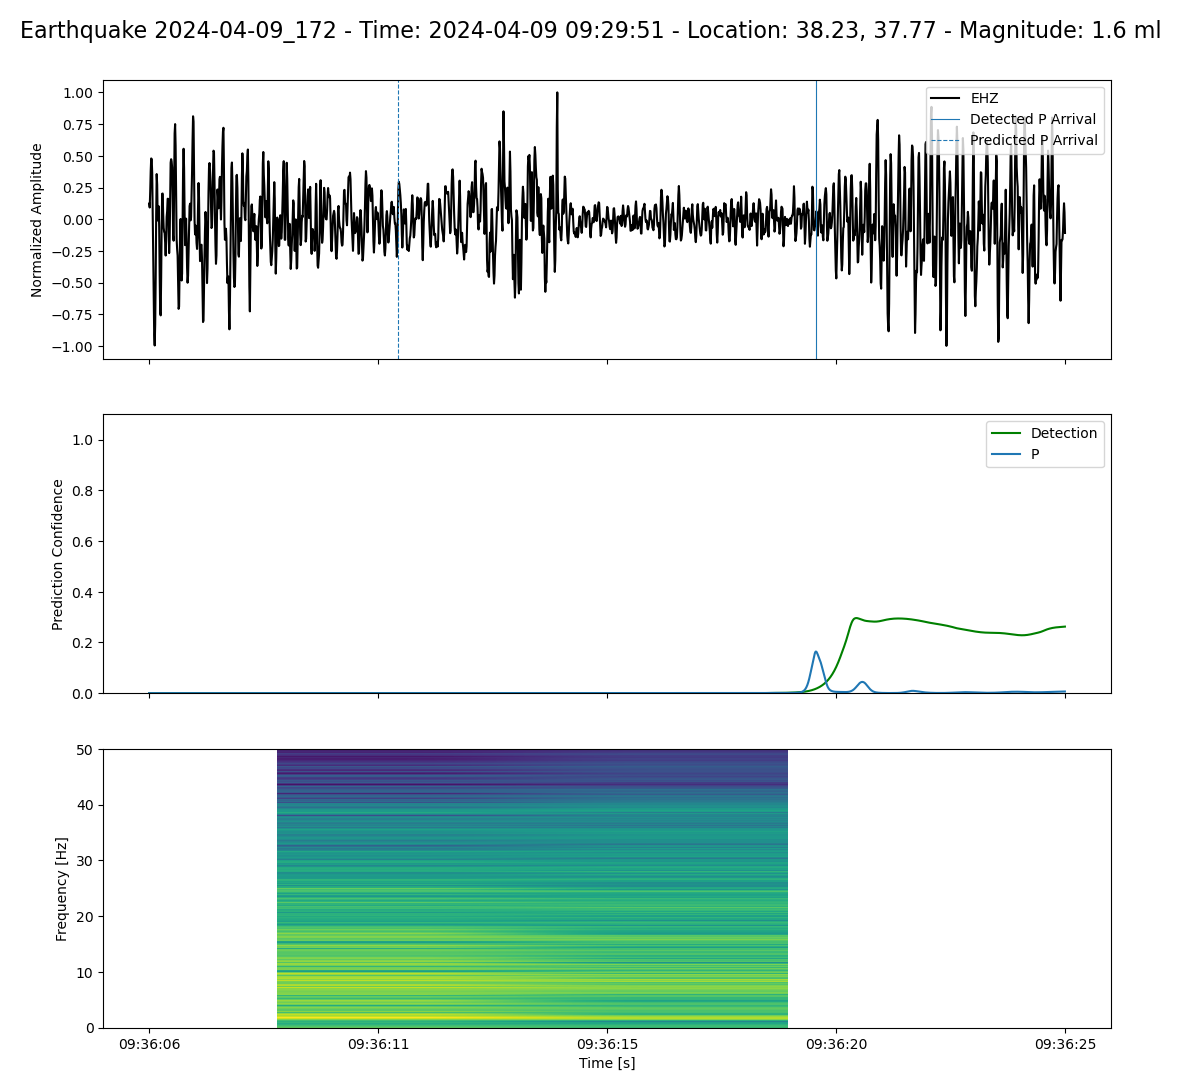 Earthquake 2024-04-09_172 - Time: 2024-04-09 09:29:51 - Location: 38.23, 37.77 - Magnitude: 1.6 ml
1.00
0.75
0.50
0.25
0.00
−0.25
−0.50
−0.75
−1.00
Normalized Amplitude
EHZ
Detected P Arrival
Predicted P Arrival
1.0
0.8
0.6
0.4
0.2
0.0
Prediction Confidence
Detection
P
50
40
30
20
10
0
Frequency [Hz]
09:36:06
09:36:11
09:36:15
09:36:20
09:36:25
Time [s]